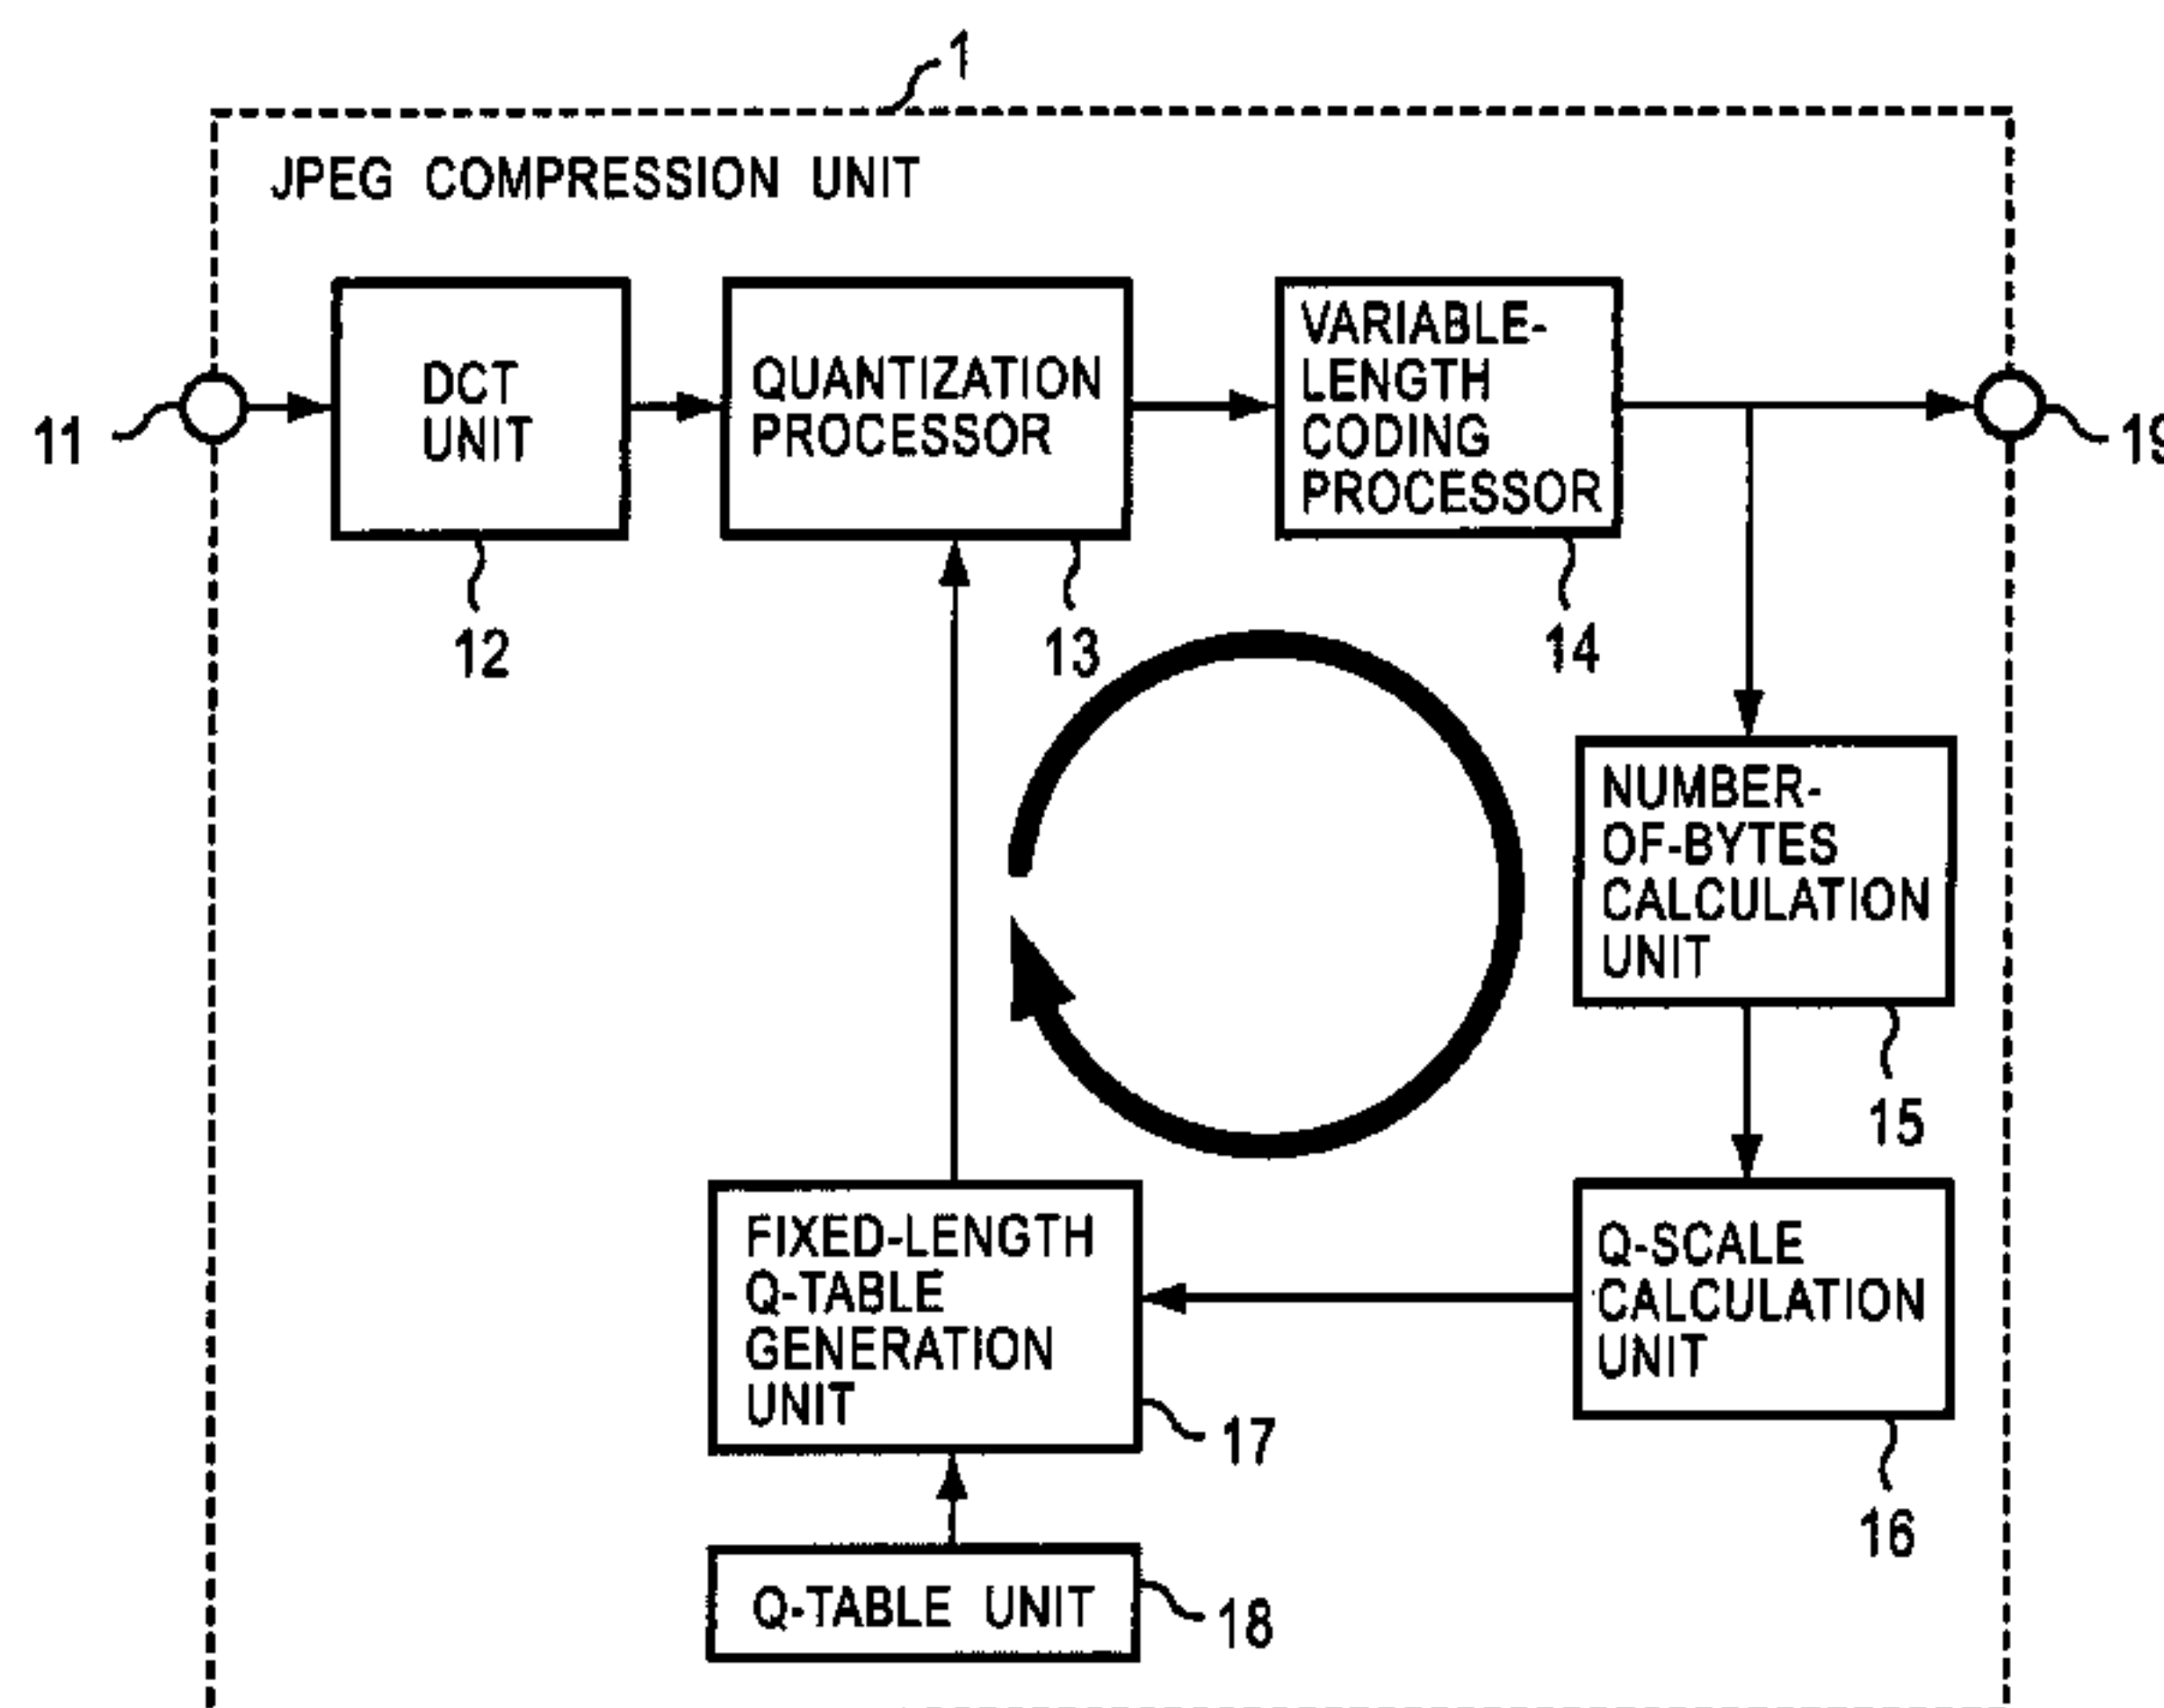 1
JPEG COMPRESSION UNIT
DCT
UNIT
QUANTIZATION
PROCESSOR
VARIABLE-
LENGTH
CODING
PROCESSOR
11
19
12
13
14
NUMBER-
OF-BYTES
CALCULATION
UNIT
15
FIXED-LENGTH
Q-TABLE
GENERATION
UNIT
Q-SCALE
CALCULATION
UNIT
17
16
Q-TABLE UNIT
18